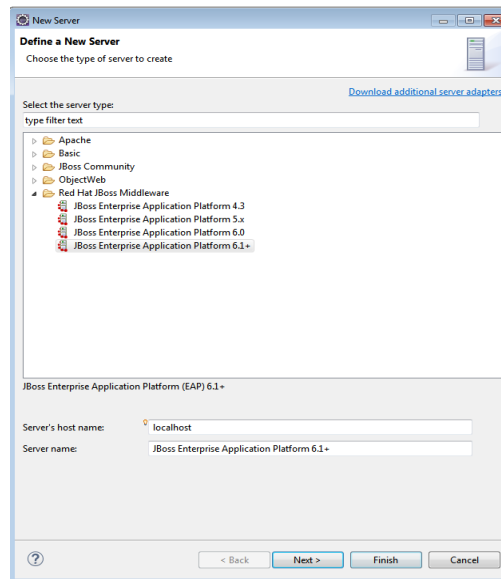 New Server
Define a New Server
Choose the type of server to create
Download additional server adapters
Select the server type:
type filter text
Apache
Basic
JBoss Community
ObjectWeb
Red Hat JBoss Middleware
JBoss Enterprise Application Platform 4.3
JBoss Enterprise Application Platform 5.x
JBoss Enterprise Application Platform 6.0
JBoss Enterprise Application Platform 6.1+
JBoss Enterprise Application Platform (EAP) 6.1+
Server's host name: localhost
Server name: JBoss Enterprise Application Platform 6.1+
? < Back Next > Finish Cancel